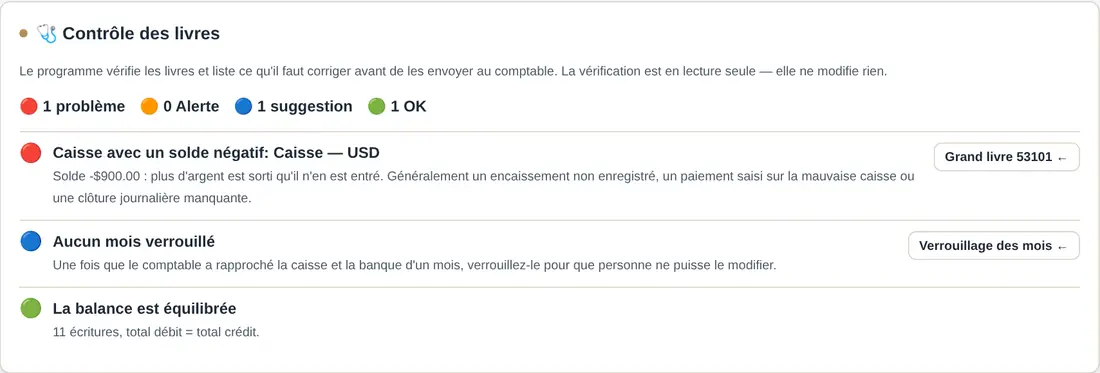 🩺 Contrôle des livres
Le programme vérifie les livres et liste ce qu'il faut corriger avant de les envoyer au comptable. La vérification est en lecture seule — elle ne modifie rien.
🔴 1 problème 🟠 0 Alerte 🔵 1 suggestion 🟢 1 OK
🔴 Caisse avec un solde négatif: Caisse — USD
Grand livre 53101 ←
Solde -$900.00 : plus d'argent est sorti qu'il n'en est entré. Généralement un encaissement non enregistré, un paiement saisi sur la mauvaise caisse ou
une clôture journalière manquante.
🔵 Aucun mois verrouillé
Verrouillage des mois ←
Une fois que le comptable a rapproché la caisse et la banque d'un mois, verrouillez-le pour que personne ne puisse le modifier.
🟢 La balance est équilibrée
11 écritures, total débit = total crédit.